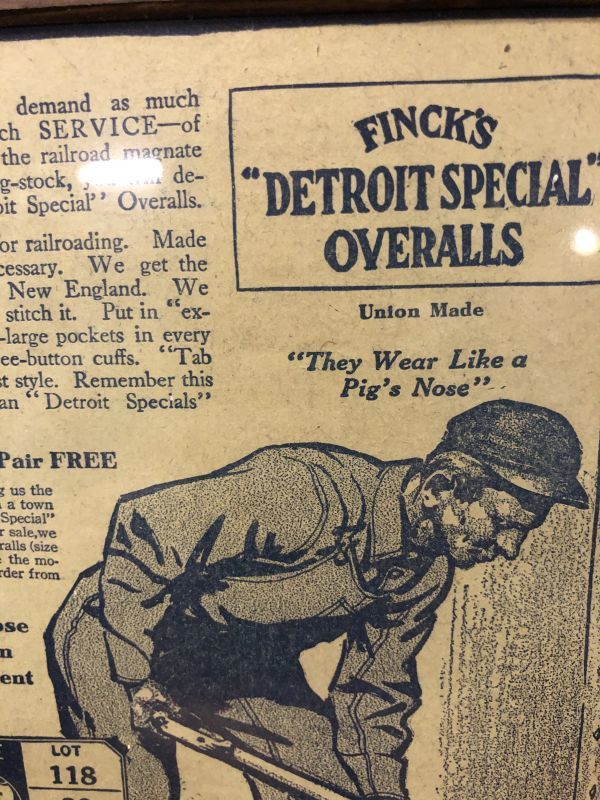 demand as much
ch SERVICE—of
the railroad magnate
g-stock, de-
oit Special" Overalls.
or railroading. Made
cessary. We get the
New England. We
stitch it. Put in "ex-
-large pockets in every
ee-button cuffs. "Tab
st style. Remember this
an "Detroit Specials"
Pair FREE
g us the
a town
Special"
r sale, we
ralls (size
the mo-
rder from
ose
n
ent
LOT
118
FINCK'S
"DETROIT SPECIAL"
OVERALLS
Union Made
"They Wear Like a
Pig's Nose"